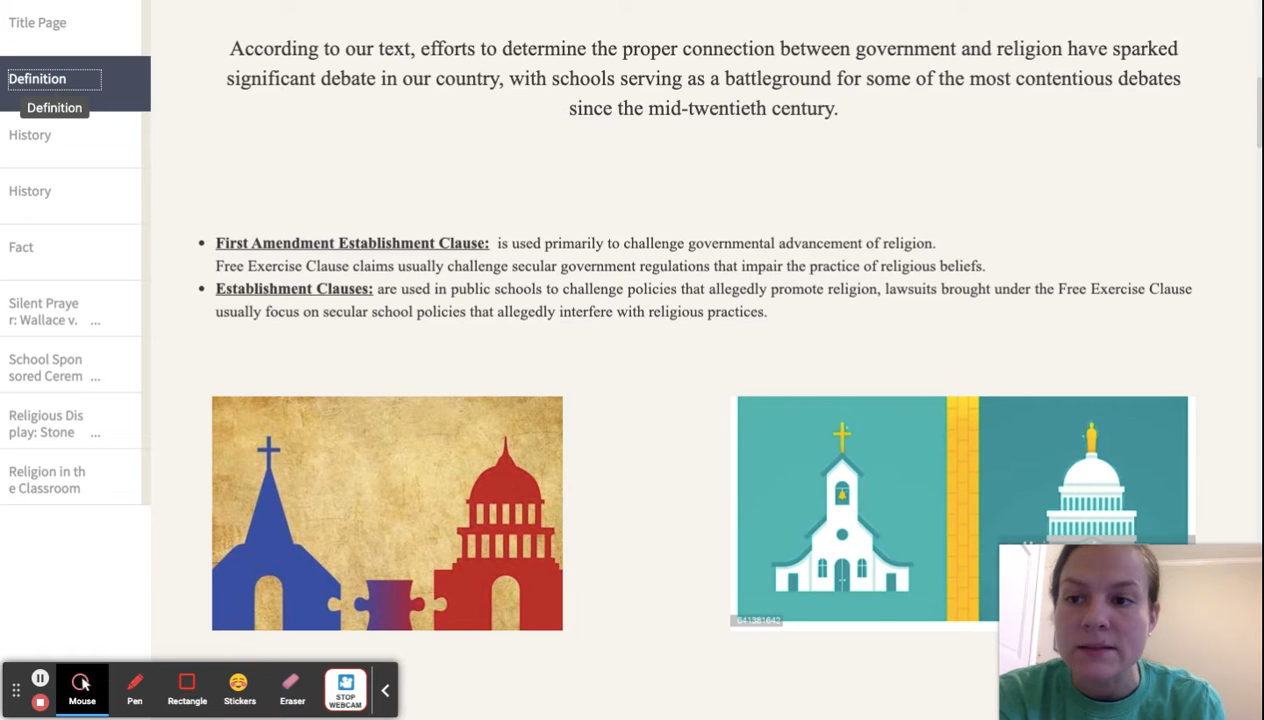 Title Page
Definition
Definition
History
History
Fact
Silent Praye
r: Wallace v. ...
School Spon
sored Cerem ...
Religious Dis
play: Stone ...
Religion in th
e Classroom
According to our text, efforts to determine the proper connection between government and religion have sparked
significant debate in our country, with schools serving as a battleground for some of the most contentious debates
since the mid-twentieth century.
• First Amendment Establishment Clause: is used primarily to challenge governmental advancement of religion.
Free Exercise Clause claims usually challenge secular government regulations that impair the practice of religious beliefs.
• Establishment Clauses: are used in public schools to challenge policies that allegedly promote religion, lawsuits brought under the Free Exercise Clause
usually focus on secular school policies that allegedly interfere with religious practices.
641381642
Mouse
Pen
Rectangle
Stickers
Eraser
STOP
WEBCAM